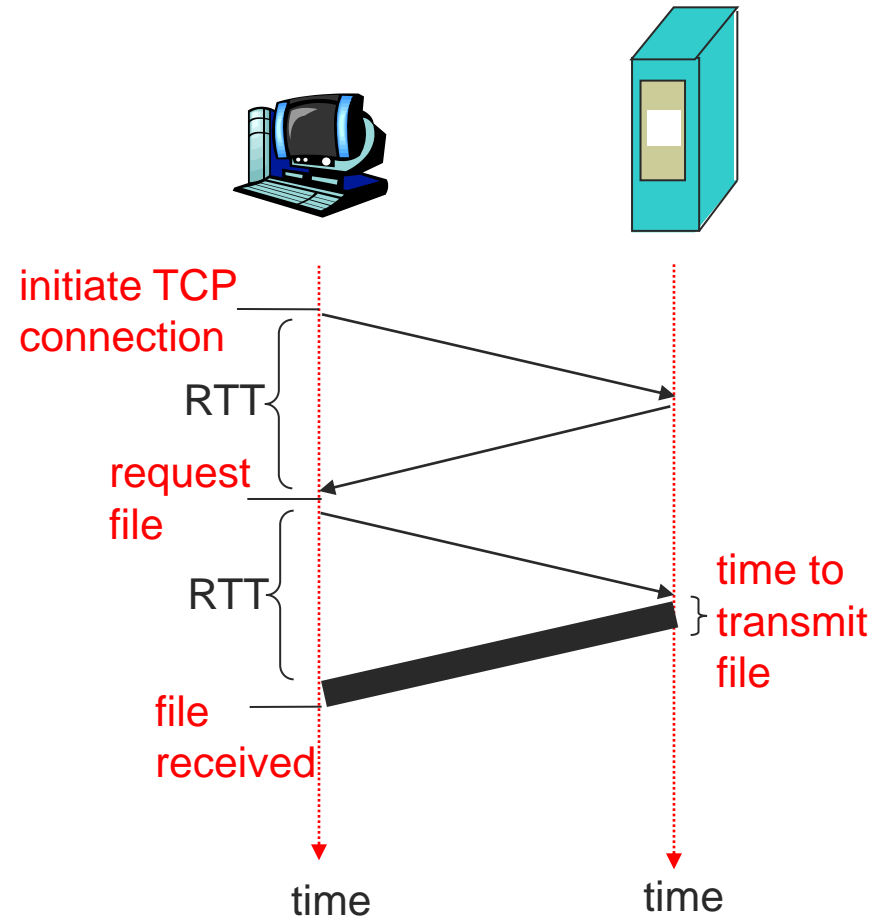 initiate TCP
connection
RTT
request
file
RTT
time to
transmit
file
file
received
time
time